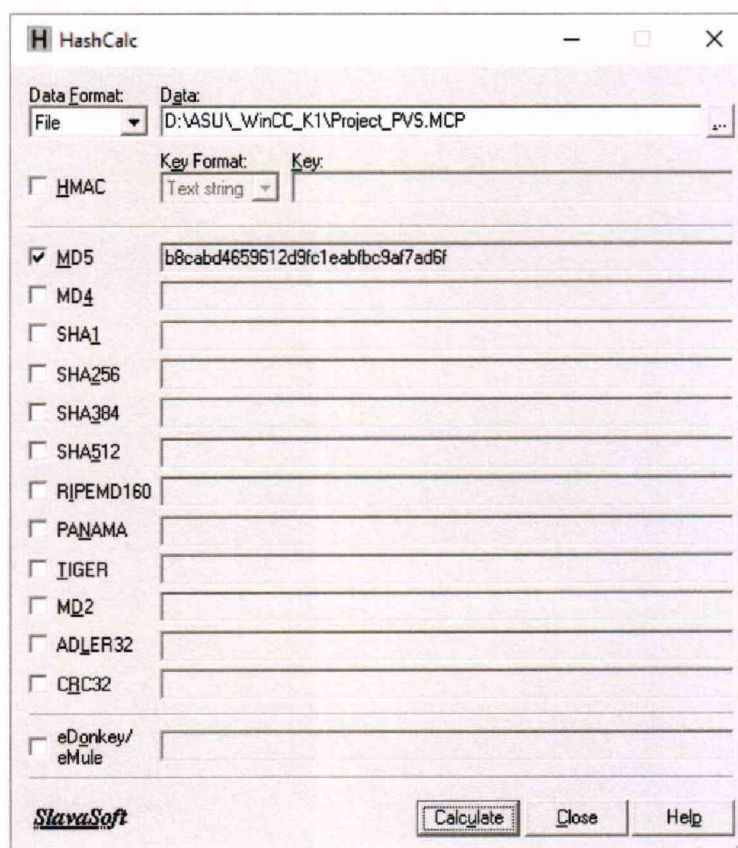 HashCalc
Data Format: Data:
File D:\ASU\_WinCC_K1\Project_PVS.MCP ...
Key Format: Key:
HMAC Text string
MD5 b8cabd4659612d9fc1eabfbc9af7ad6f
MD4
SHA1
SHA256
SHA384
SHA512
RIPEMD160
PANAMA
TIGER
MD2
ADLER32
CRC32
eDonkey/
eMule
SlavaSoft Calculate Close Help